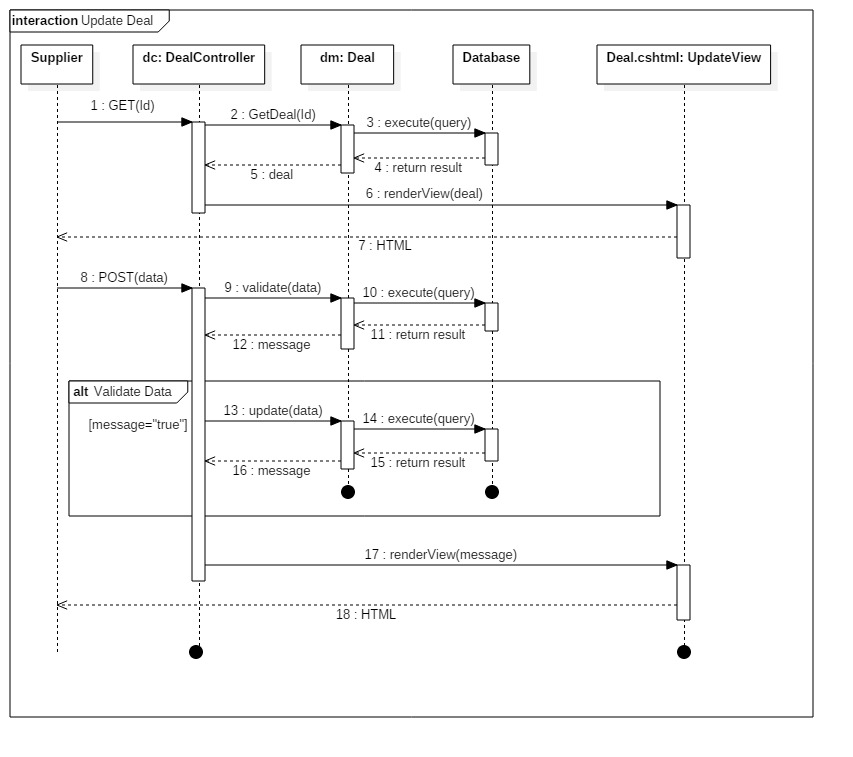 interaction Update Deal
Supplier
dc: DealController
dm: Deal
Database
Deal.cshtml: UpdateView
1 : GET(Id)
2 : GetDeal(Id)
3 : execute(query)
4 : return result
5 : deal
6 : renderView(deal)
7 : HTML
8 : POST(data)
9 : validate(data)
10 : execute(query)
11 : return result
12 : message
alt Validate Data
[message="true"]
13 : update(data)
14 : execute(query)
15 : return result
16 : message
17 : renderView(message)
18 : HTML